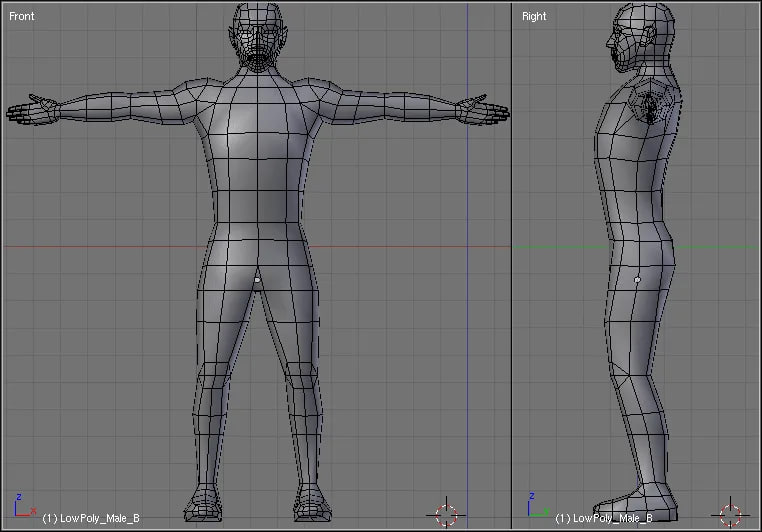 Front
Right
z
x
(1) LowPoly_Male_B
z
y
(1) LowPoly_Male_B